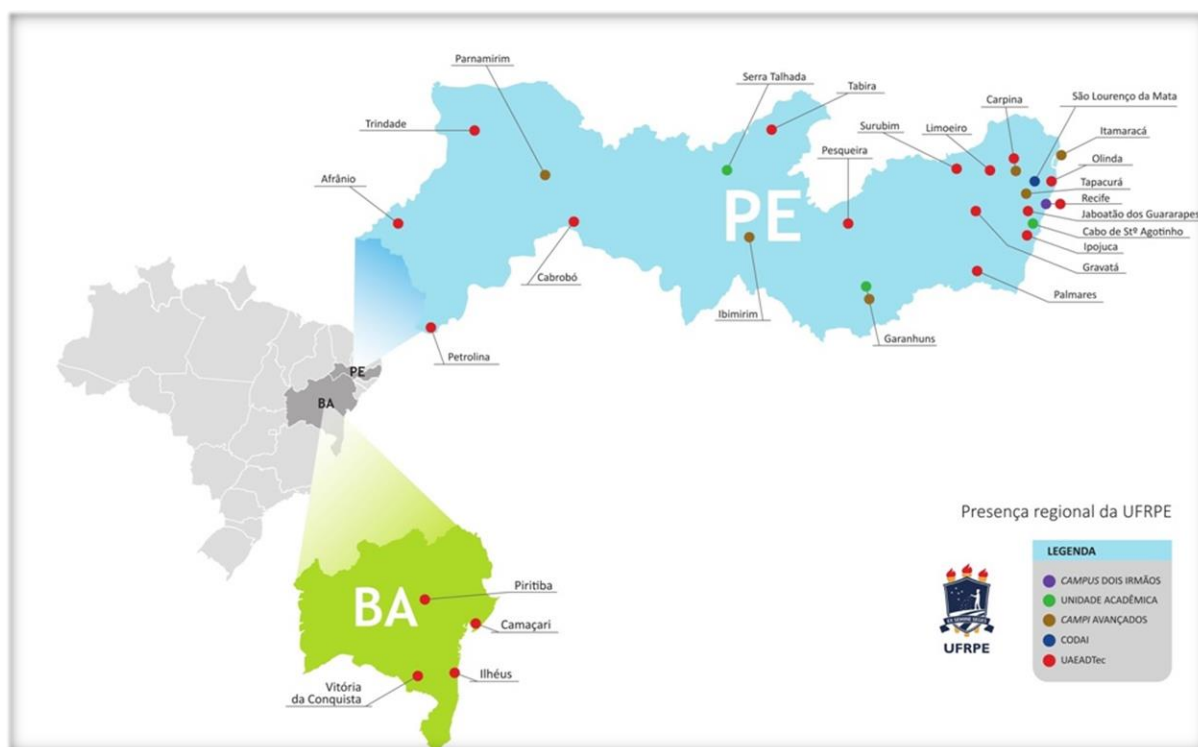 Parnamirim
Serra Talhada
Tabira
São Lourenço da Mata
Carpina
Trindade
Surubim
Limoeiro
Itamaracá
Pesqueira
Olinda
Afrânio
Tapacurá
Recife
PE
Jaboatão dos Guararapes
Cabo de Stº Agotinho
Ipojuca
Cabrobó
Gravatá
Ibimirim
Palmares
Garanhuns
Petrolina
PE
BA
Presença regional da UFRPE
LEGENDA
CAMPUS DOIS IRMÃOS
UNIDADE ACADÊMICA
CAMPI AVANÇADOS
CODAI
UAEADTec
UFRPE
Piritiba
BA
Camaçari
Ilhéus
Vitória
da Conquista